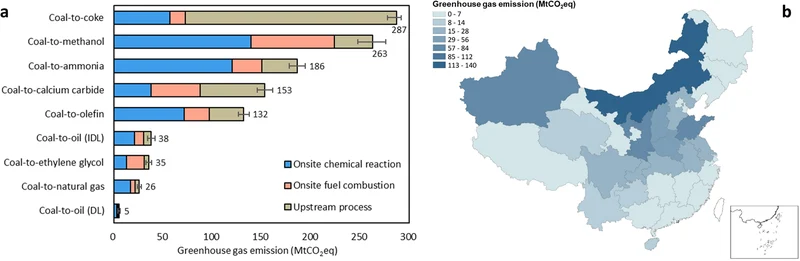 a
Coal-to-coke
287
Coal-to-methanol
263
Coal-to-ammonia
186
Coal-to-calcium carbide
153
Coal-to-olefin
132
Coal-to-oil (IDL)
38
Coal-to-ethylene glycol
35
Coal-to-natural gas
26
Coal-to-oil (DL)
5
Onsite chemical reaction
Onsite fuel combustion
Upstream process
0 50 100 150 200 250 300
Greenhouse gas emission (MtCO₂eq)
b
Greenhouse gas emission (MtCO₂eq)
0 - 7
8 - 14
15 - 28
29 - 56
57 - 84
85 - 112
113 - 140